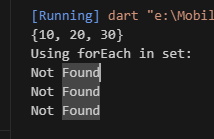 [Running] dart "e:\Mobil
{10, 20, 30}
Using forEach in set:
Not Found
Not Found
Not Found